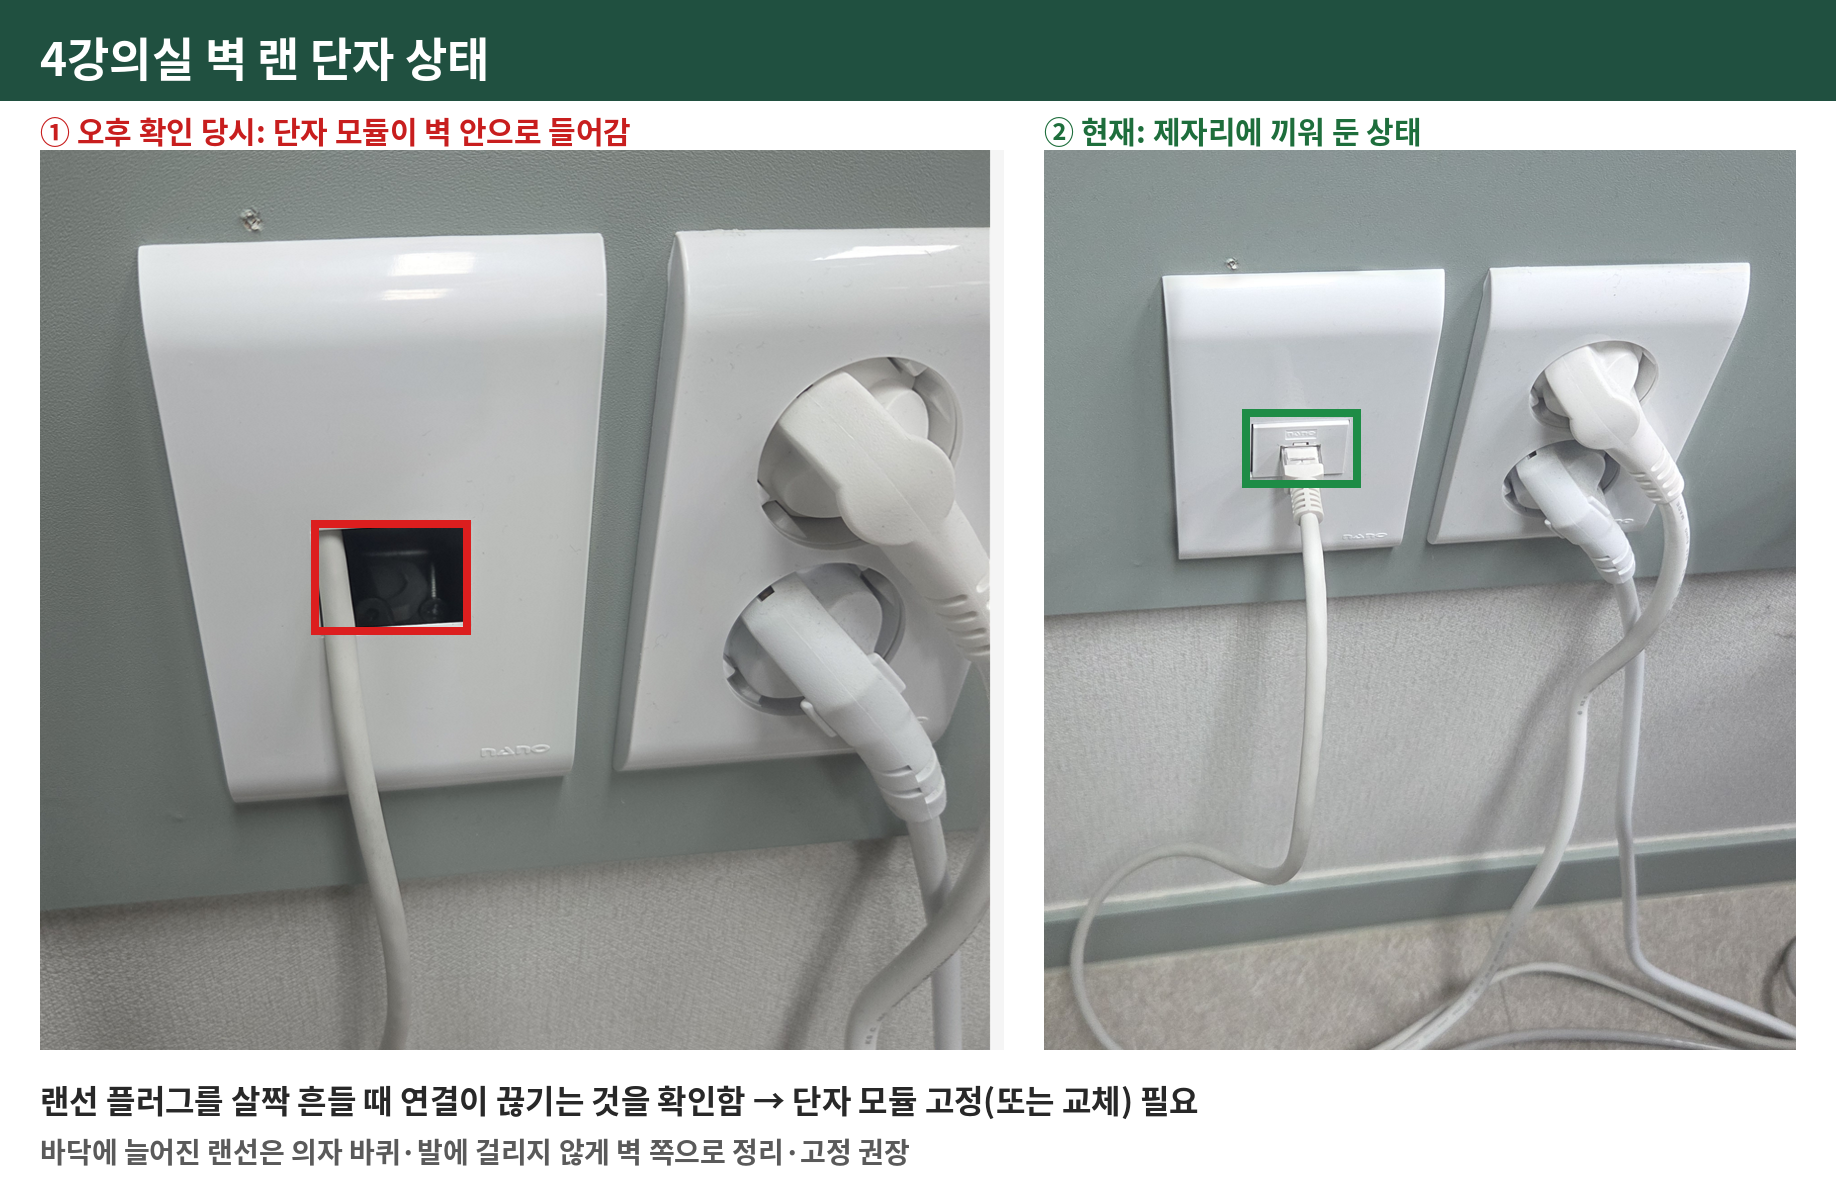 4강의실 벽 랜 단자 상태
① 오후 확인 당시: 단자 모듈이 벽 안으로 들어감
② 현재: 제자리에 끼워 둔 상태
NANO
NANO
랜선 플러그를 살짝 흔들 때 연결이 끊기는 것을 확인함 → 단자 모듈 고정(또는 교체) 필요
바닥에 늘어진 랜선은 의자 바퀴·발에 걸리지 않게 벽 쪽으로 정리·고정 권장